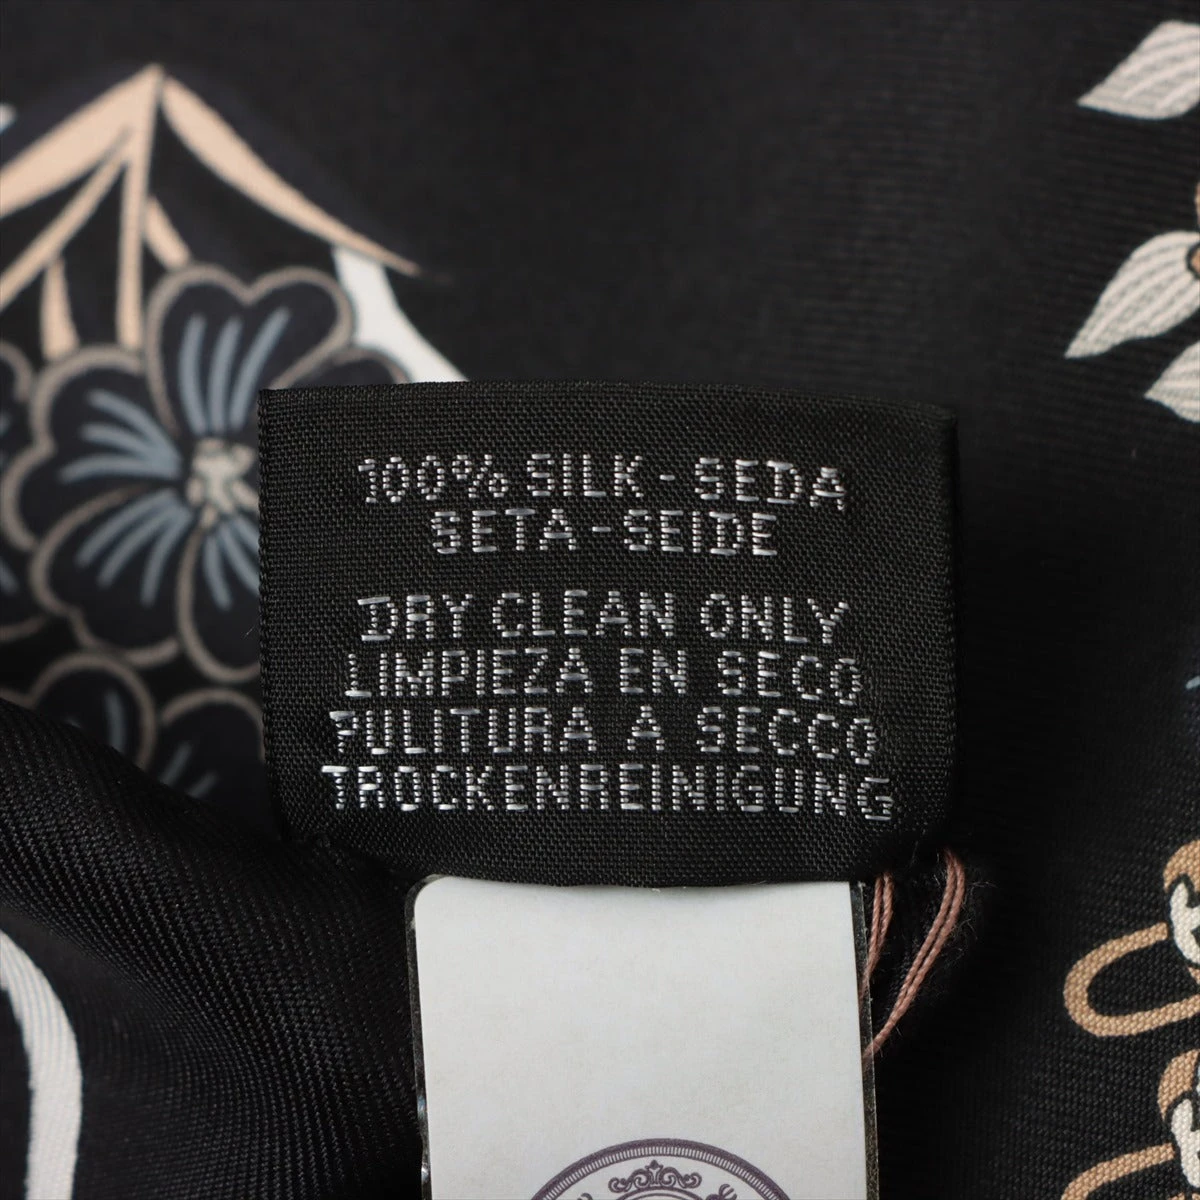 100% SILK - SEDA
SETA - SEIDE
DRY CLEAN ONLY
LIMPIEZA EN SECO
PULITURA A SECCO
TROCKENREINIGUNG